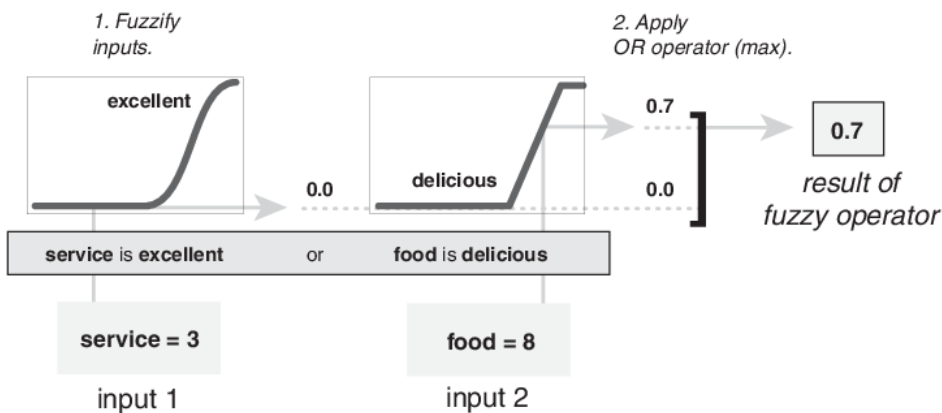 1. Fuzzify
inputs.
2. Apply
OR operator (max).
excellent
0.7
0.7
delicious
0.0
0.0
result of
fuzzy operator
service is excellent or food is delicious
service = 3
food = 8
input 1
input 2